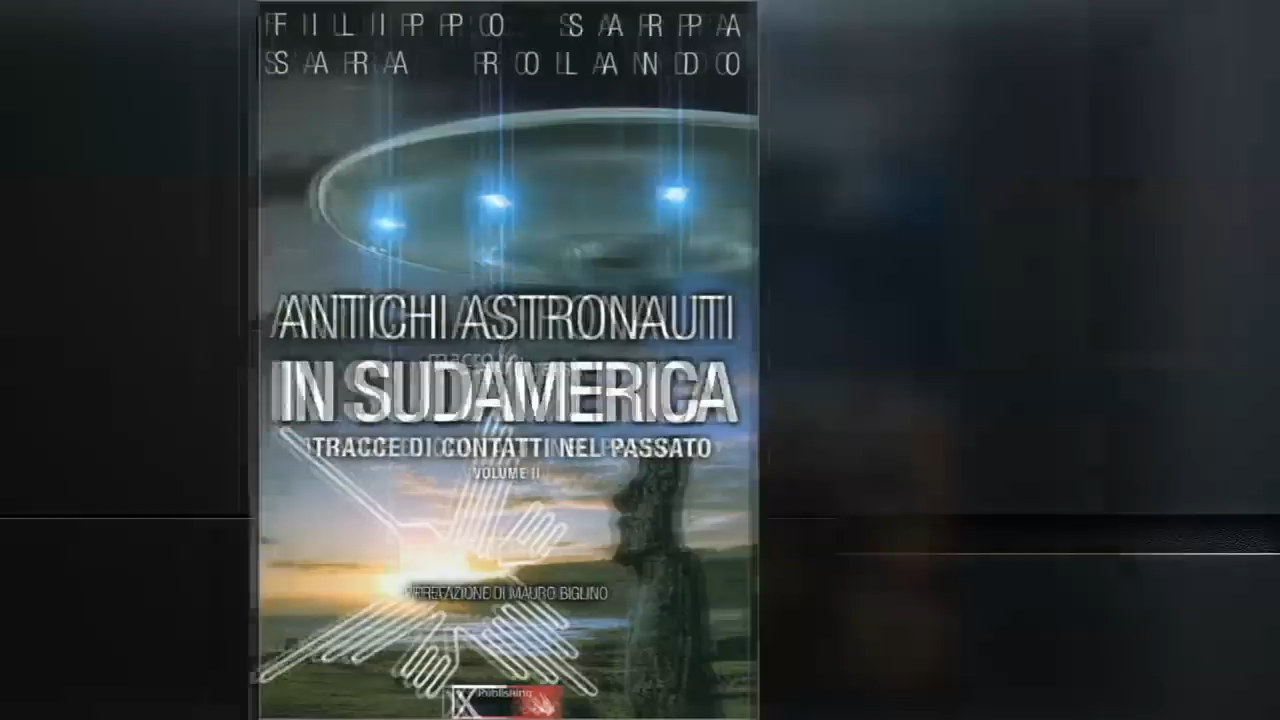 FILIPPO SARPA
SARA ROLANDO
ANTICHI ASTRONAUTI
IN SUDAMERICA
TRACCE DI CONTATTI NEL PASSATO
VOLUME II
PREFAZIONE DI MAURO BIGLINO
X Publishing